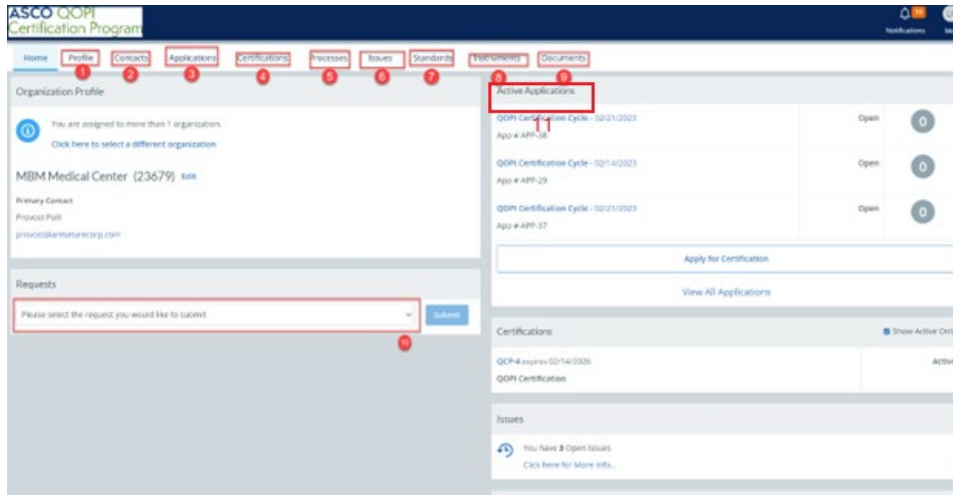 ASCO QOPI
Certification Program
Notifications
Home Profile Contacts Applications Certifications Processes Issues Standards Instruments Documents
1 2 3 4 5 6 7 8 9
Organization Profile
You are assigned to more than 1 organization.
Click here to select a different organization
MBM Medical Center (23679) Edit
Primary Contact
Provost Polli
provost@armaturecorp.com
Requests
Please select the request you would like to submit
Submit
10
Active Applications
11
QOPI Certification Cycle - 02/21/2023 Open 0
App # APP-38
QOPI Certification Cycle - 02/14/2023 Open 0
App # APP-29
QOPI Certification Cycle - 02/21/2023 Open 0
App # APP-37
Apply for Certification
View All Applications
Certifications Show Active Onl
QCP-4 expires 02/14/2026 Active
QOPI Certification
Issues
You have 3 Open Issues
Click here for More Info...